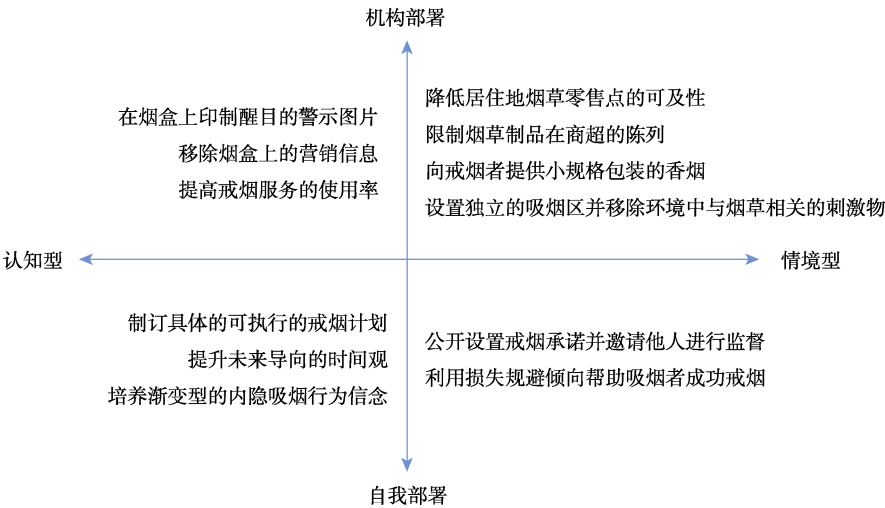 机构部署
在烟盒上印制醒目的警示图片
移除烟盒上的营销信息
提高戒烟服务的使用率
降低居住地烟草零售点的可及性
限制烟草制品在商超的陈列
向戒烟者提供小规格包装的香烟
设置独立的吸烟区并移除环境中与烟草相关的刺激物
认知型
情境型
制订具体的可执行的戒烟计划
提升未来导向的时间观
培养渐变型的内隐吸烟行为信念
公开设置戒烟承诺并邀请他人进行监督
利用损失规避倾向帮助吸烟者成功戒烟
自我部署